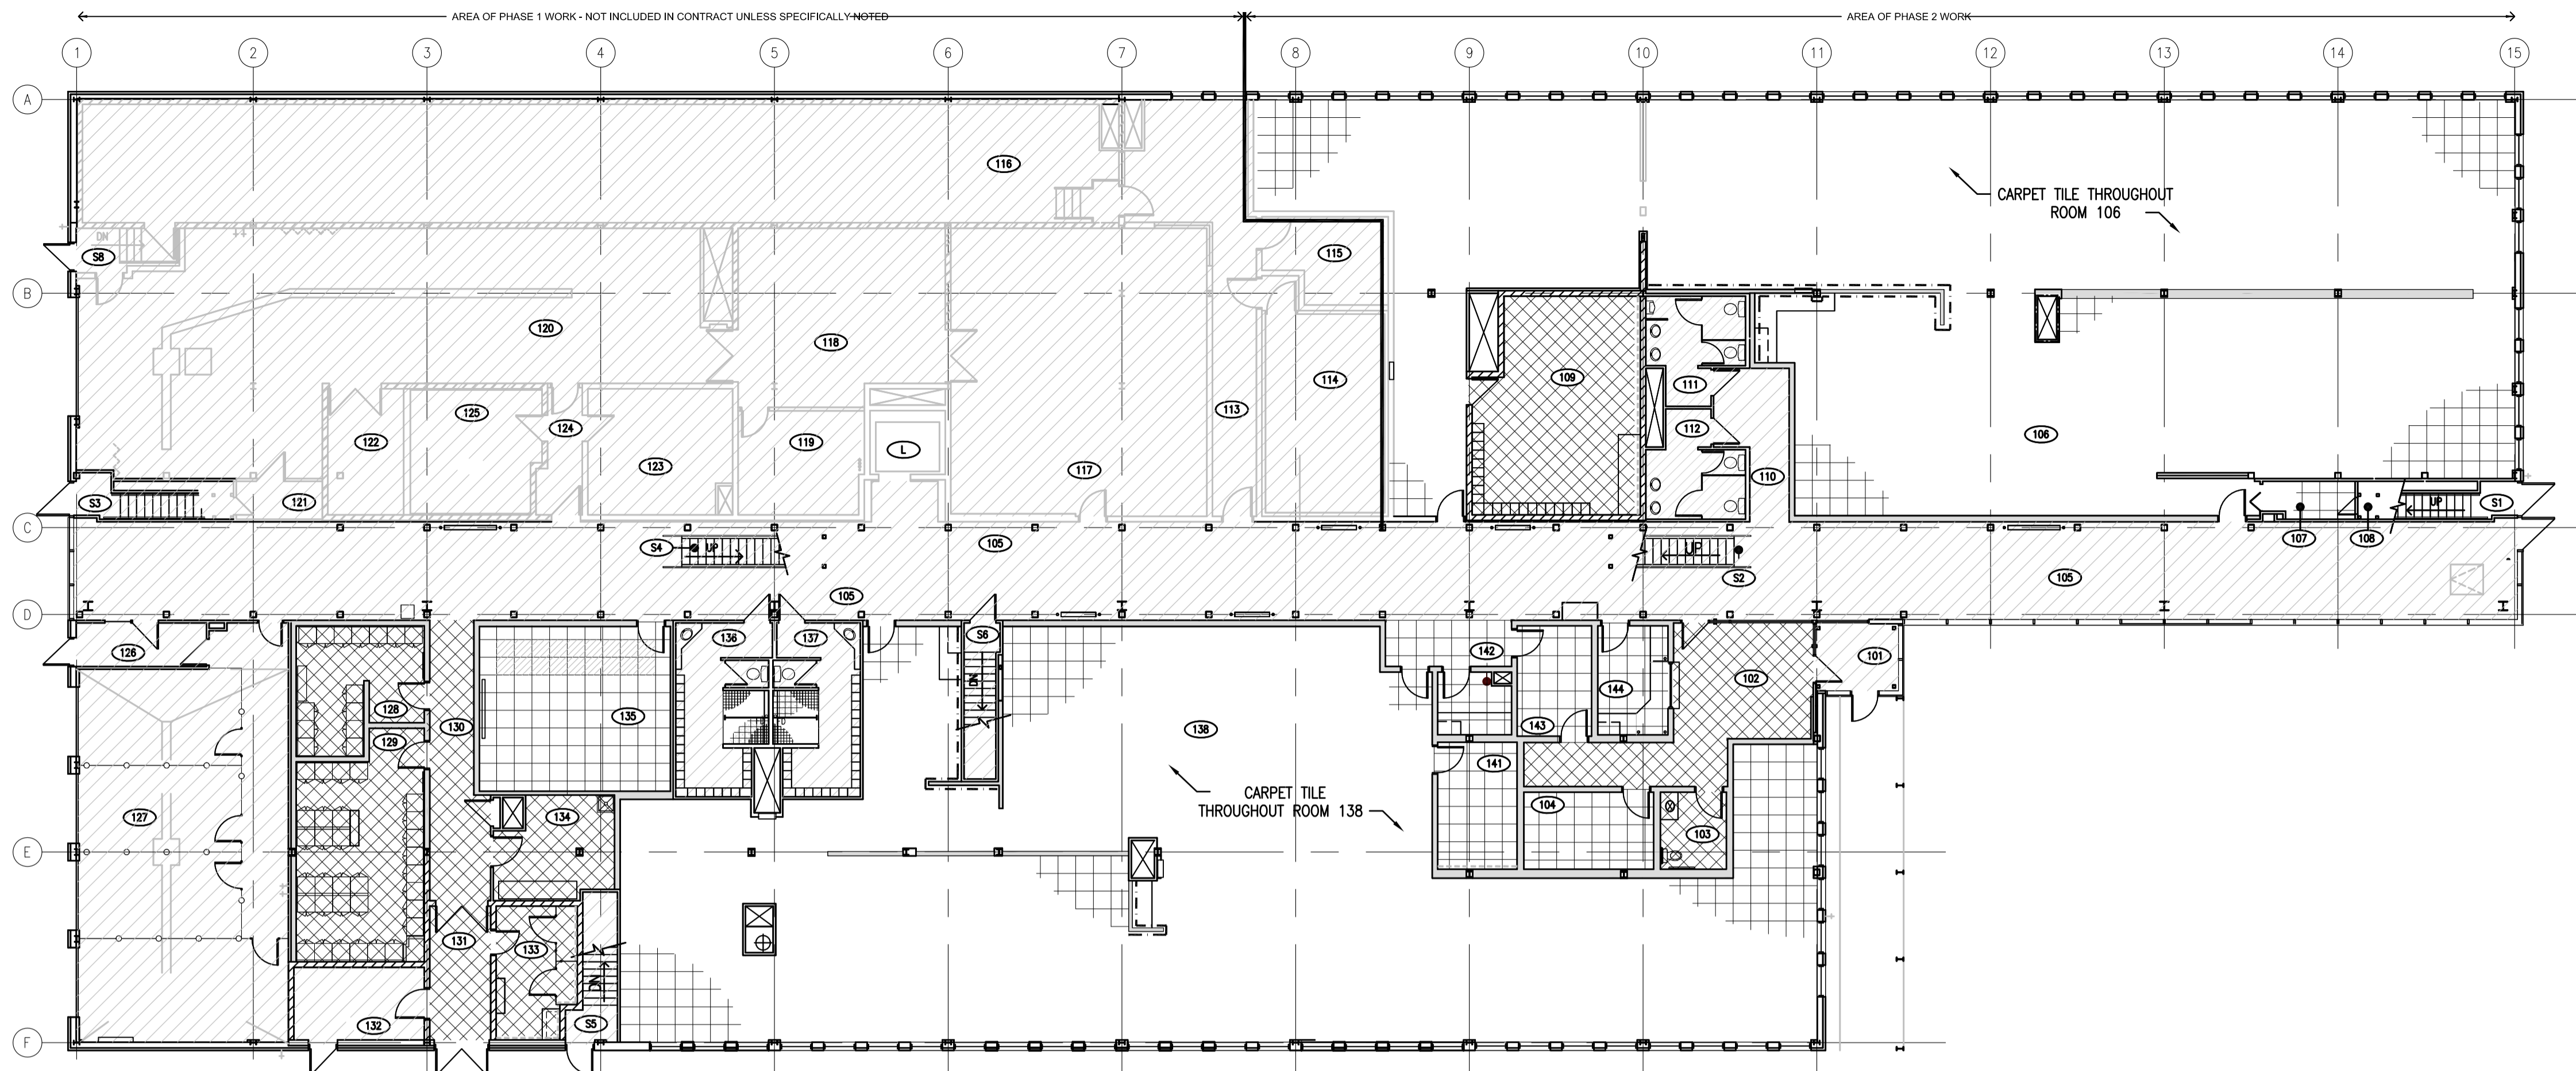 AREA OF PHASE 1 WORK - NOT INCLUDED IN CONTRACT UNLESS SPECIFICALLY NOTED
AREA OF PHASE 2 WORK
1 2 3 4 5 6 7 8 9 10 11 12 13 14 15
A
116
CARPET TILE THROUGHOUT
ROOM 106
DN
S8
115
B
120
118
114
109
111
125
113
124
122
119
L
123
117
112
106
110
S3
121
UP
S1
C
107
108
S4
UP
105
UP
S2
105
105
D
126
136
137
S6
142
101
DN
102
128
130
135
138
144
143
129
141
CARPET TILE
THROUGHOUT ROOM 138
104
127
134
103
E
131
133
DN
132
S5
F